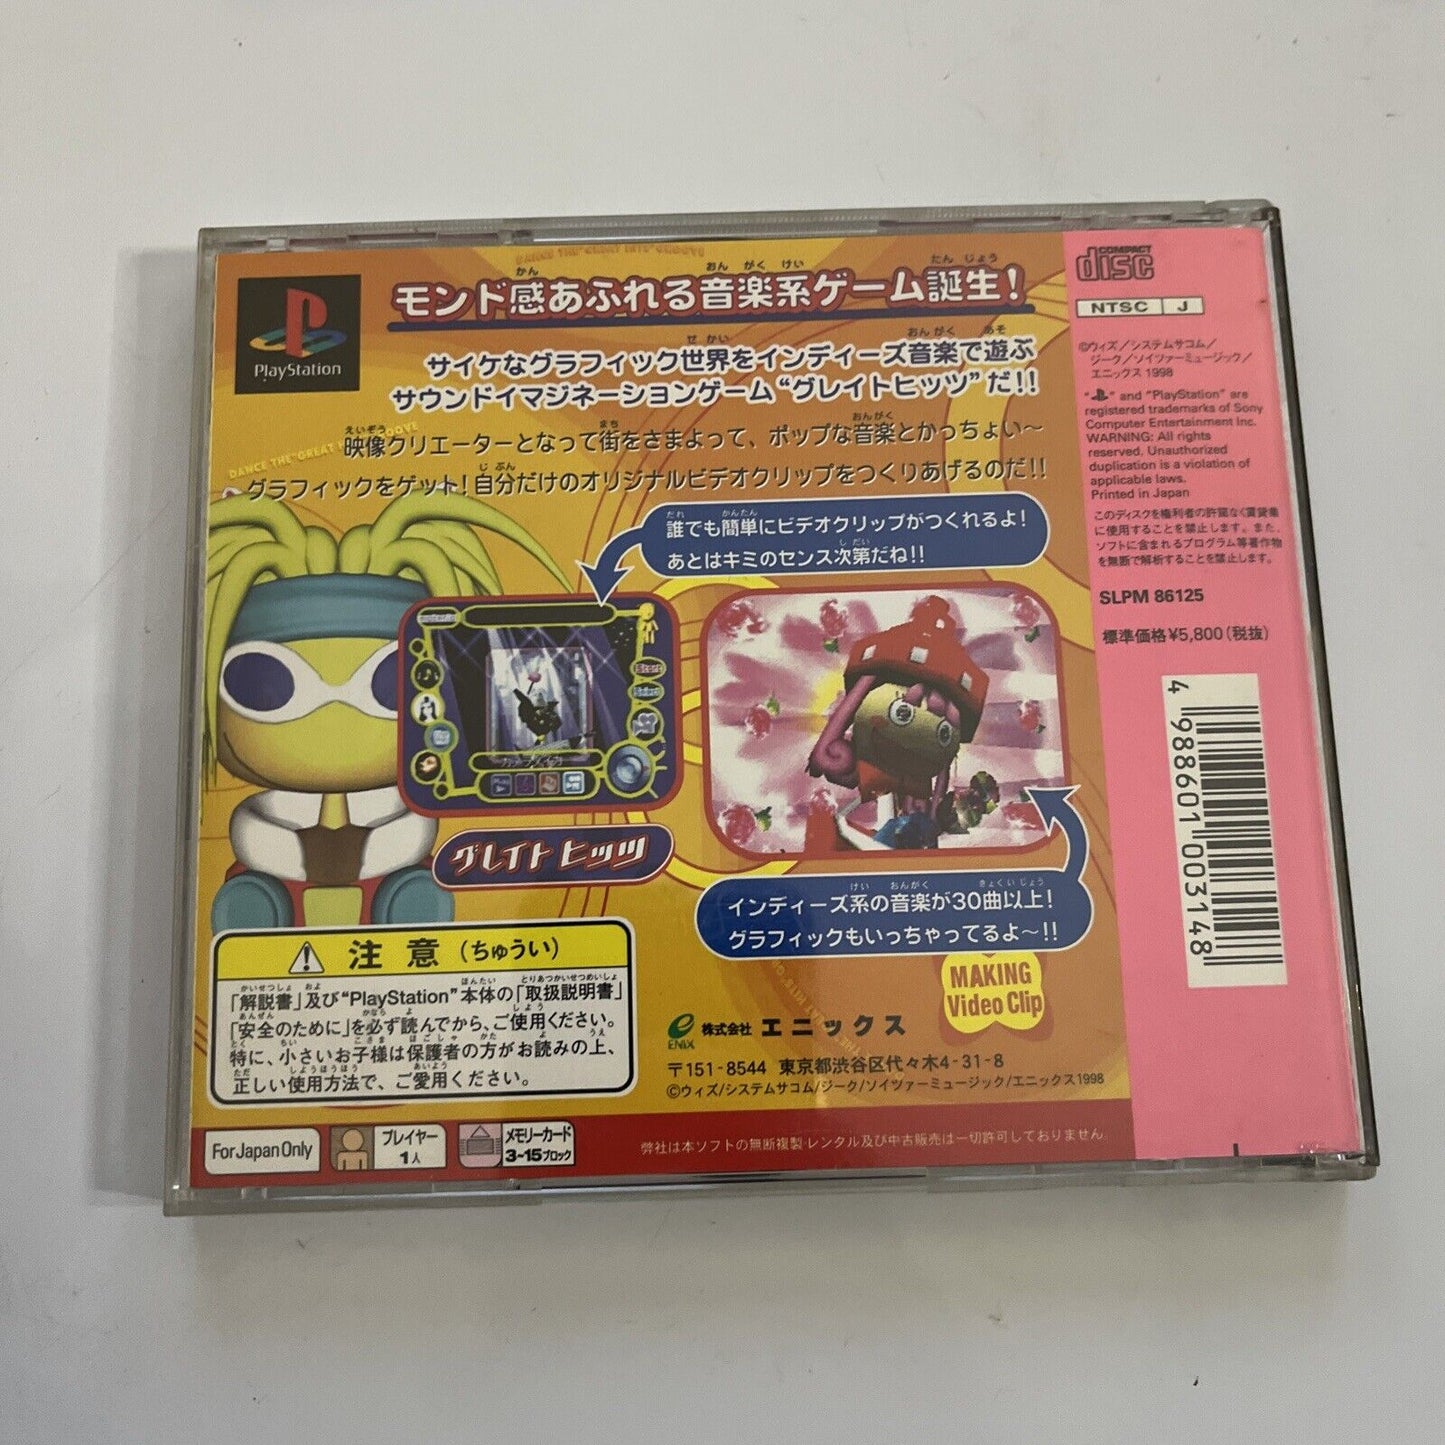 PlayStation
モンド感あふれる音楽系ゲーム誕生!
サイケなグラフィック世界をインディーズ音楽で遊ぶ
サウンドイマジネーションゲーム“グレイトヒッツ”だ!!
映像クリエーターとなって街をさまよって、ポップな音楽とかっちょい〜
グラフィックをゲット!自分だけのオリジナルビデオクリップをつくりあげるのだ!!
誰でも簡単にビデオクリップがつくれるよ!
あとはキミのセンス次第だね!!
グレイトヒッツ
インディーズ系の音楽が30曲以上!
グラフィックもいっちゃってるよ〜!!
MAKING
Video Clip
注意(ちゅうい)
「解説書」及び“PlayStation”本体の「取扱説明書」
「安全のために」を必ず読んでから、ご使用ください。
特に、小さいお子様は保護者の方がお読みの上、
正しい使用方法で、ご愛用ください。
ENIX 株式会社 エニックス
〒151-8544 東京都渋谷区代々木4-31-8
©ウィズ/システムサコム/ジーク/ソイツァーミュージック/エニックス1998
For Japan Only
プレイヤー
1人
メモリーカード
3~15ブロック
弊社は本ソフトの無断複製・レンタル及び中古販売は一切許可しておりません
COMPACT
disc
NTSC J
©ウィズ/システムサコム/
ジーク/ソイツァーミュージック/
エニックス 1998
" " and "PlayStation" are
registered trademarks of Sony
Computer Entertainment Inc.
WARNING: All rights
reserved. Unauthorized
duplication is a violation of
applicable laws.
Printed in Japan
このディスクを権利者の許諾なく賃貸業
に使用することを禁止します。また、
ソフトに含まれるプログラム等著作物
を無断で解析することを禁止します。
SLPM 86125
標準価格¥5,800(税抜)
4 988601 003148